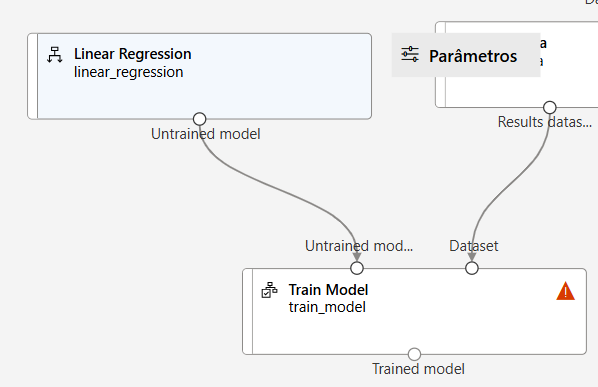 Linear Regression
linear_regression
Untrained model
Parâmetros
Results datas...
Untrained mod...
Dataset
Train Model
train_model
Trained model